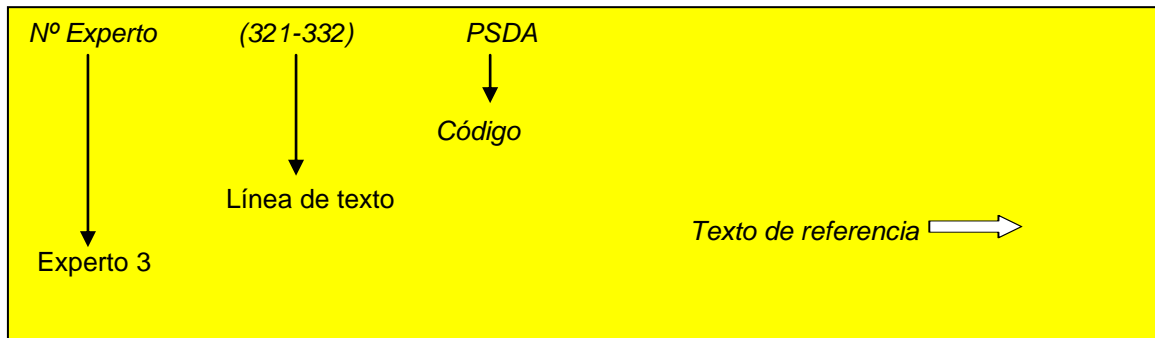 Nº Experto (321-332) PSDA
Código
Línea de texto
Texto de referencia
Experto 3